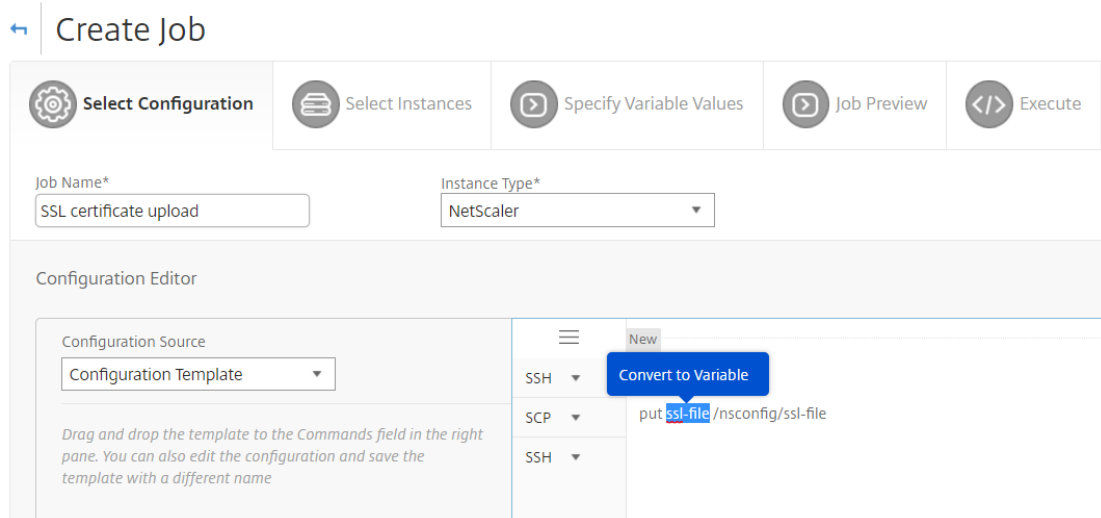 Create Job
Select Configuration
Select Instances
Specify Variable Values
Job Preview
Execute
Job Name*
Instance Type*
SSL certificate upload
NetScaler
Configuration Editor
Configuration Source
Configuration Template
Drag and drop the template to the Commands field in the right
pane. You can also edit the configuration and save the
template with a different name
New
Convert to Variable
SSH
SCP
put ssl-file /nsconfig/ssl-file
SSH